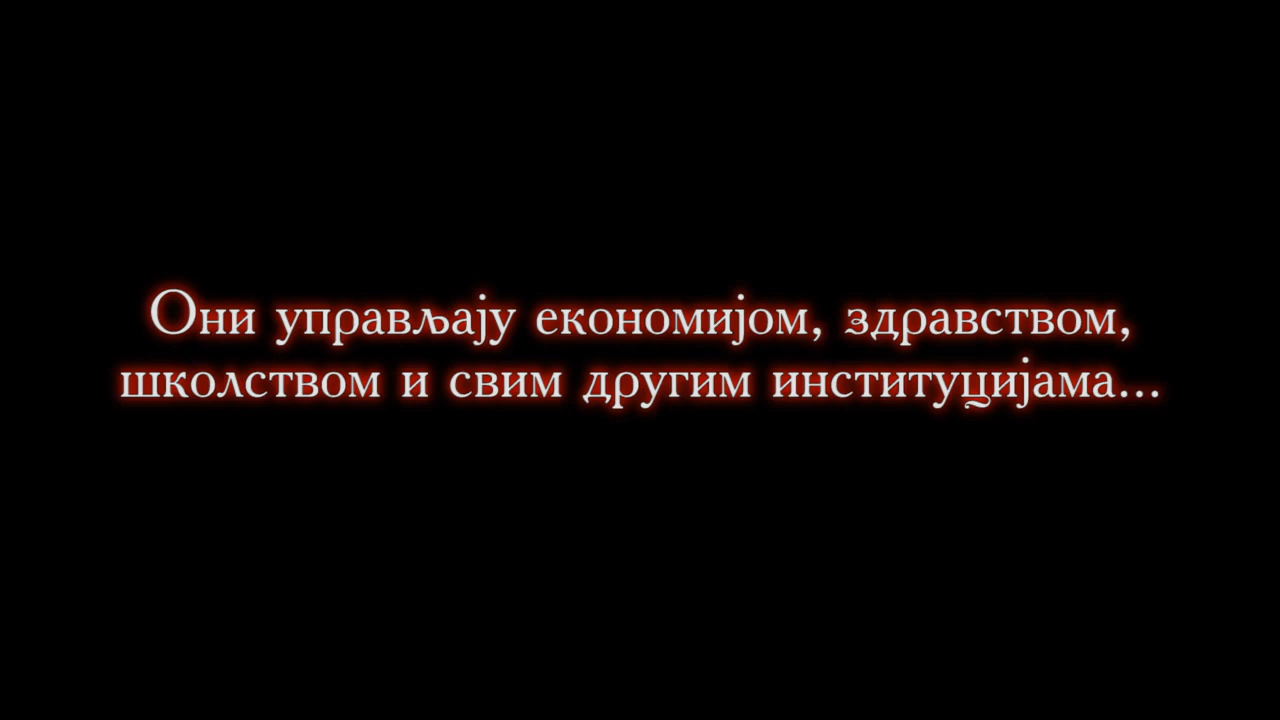 Они управљају економијом, здравством,
школством и свим другим институцијама...